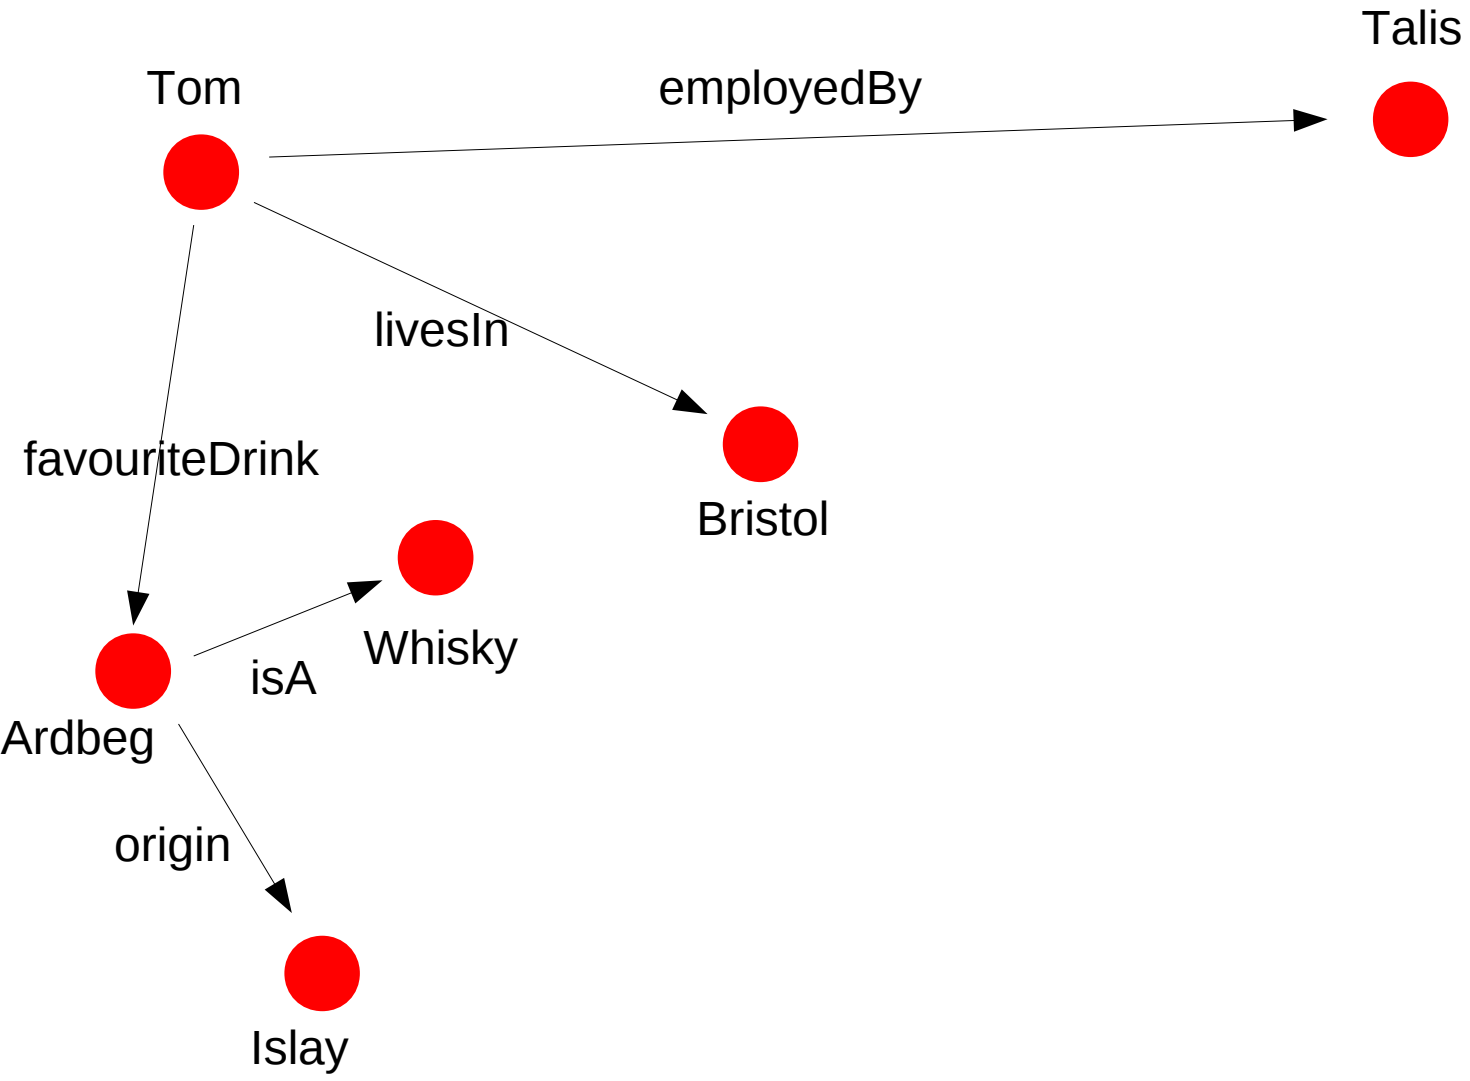 Talis
Tom
employedBy
livesIn
favouriteDrink
Bristol
Whisky
isA
Ardbeg
origin
Islay